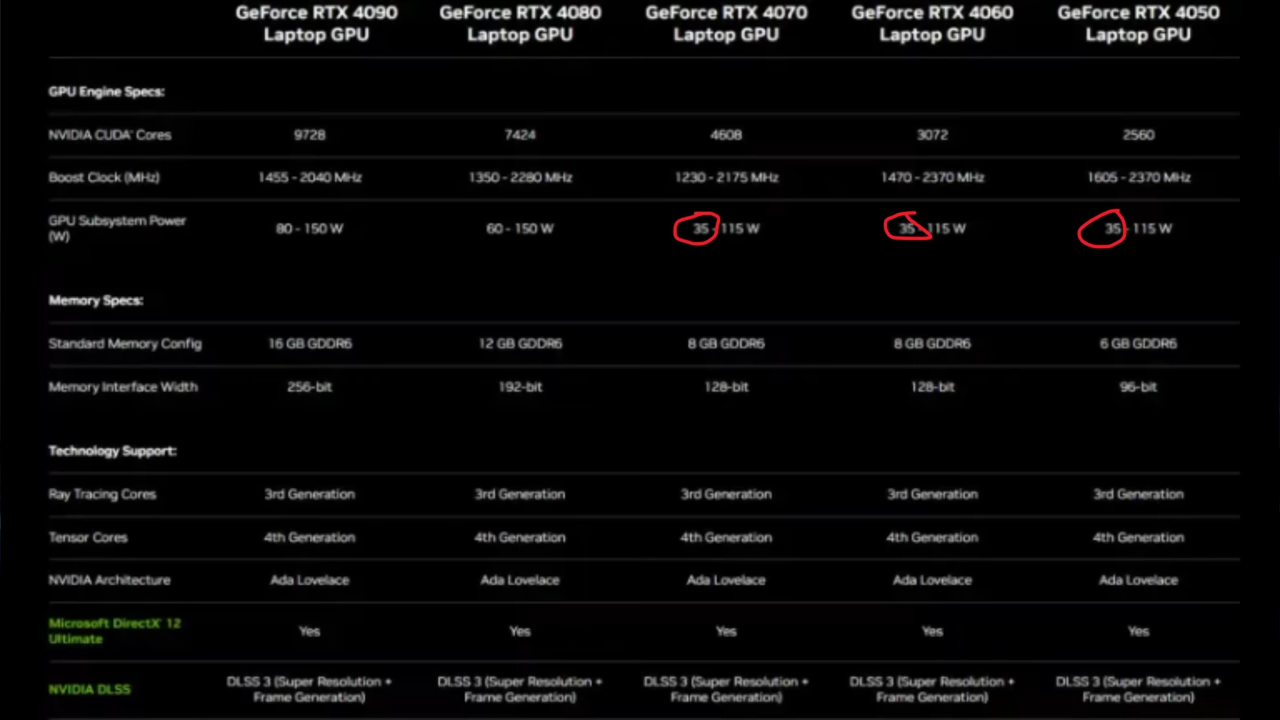 GeForce RTX 4090 GeForce RTX 4080 GeForce RTX 4070 GeForce RTX 4060 GeForce RTX 4050
Laptop GPU Laptop GPU Laptop GPU Laptop GPU Laptop GPU
GPU Engine Specs:
NVIDIA CUDA® Cores 9728 7424 4608 3072 2560
Boost Clock (MHz) 1455 - 2040 MHz 1350 - 2280 MHz 1230 - 2175 MHz 1470 - 2370 MHz 1605 - 2370 MHz
GPU Subsystem Power
(W) 80 - 150 W 60 - 150 W 35 - 115 W 35 - 115 W 35 - 115 W
Memory Specs:
Standard Memory Config 16 GB GDDR6 12 GB GDDR6 8 GB GDDR6 8 GB GDDR6 6 GB GDDR6
Memory Interface Width 256-bit 192-bit 128-bit 128-bit 96-bit
Technology Support:
Ray Tracing Cores 3rd Generation 3rd Generation 3rd Generation 3rd Generation 3rd Generation
Tensor Cores 4th Generation 4th Generation 4th Generation 4th Generation 4th Generation
NVIDIA Architecture Ada Lovelace Ada Lovelace Ada Lovelace Ada Lovelace Ada Lovelace
Microsoft DirectX® 12
Ultimate Yes Yes Yes Yes Yes
NVIDIA DLSS DLSS 3 (Super Resolution + DLSS 3 (Super Resolution + DLSS 3 (Super Resolution + DLSS 3 (Super Resolution + DLSS 3 (Super Resolution +
Frame Generation) Frame Generation) Frame Generation) Frame Generation) Frame Generation)